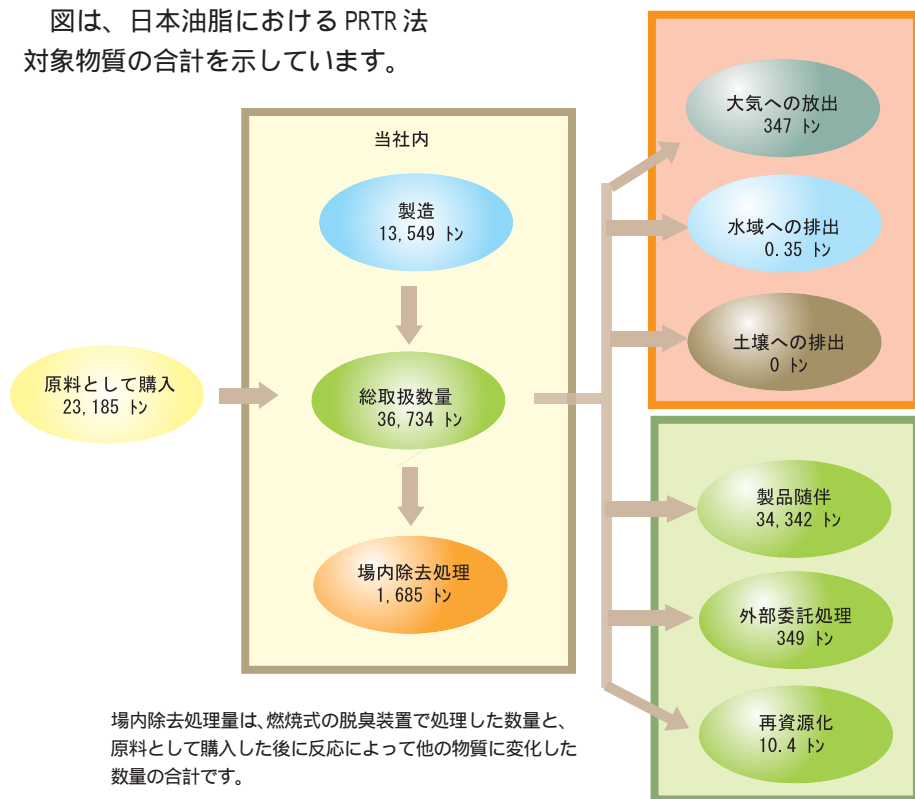 図は、日本油脂における PRTR 法
対象物質の合計を示しています。
当社内
製造
13,549 トン
原料として購入
23,185 トン
総取扱数量
36,734 トン
場内除去処理
1,685 トン
大気への放出
347 トン
水域への排出
0.35 トン
土壌への排出
0 トン
製品随伴
34,342 トン
外部委託処理
349 トン
再資源化
10.4 トン
場内除去処理量は、燃焼式の脱臭装置で処理した数量と、
原料として購入した後に反応によって他の物質に変化した
数量の合計です。